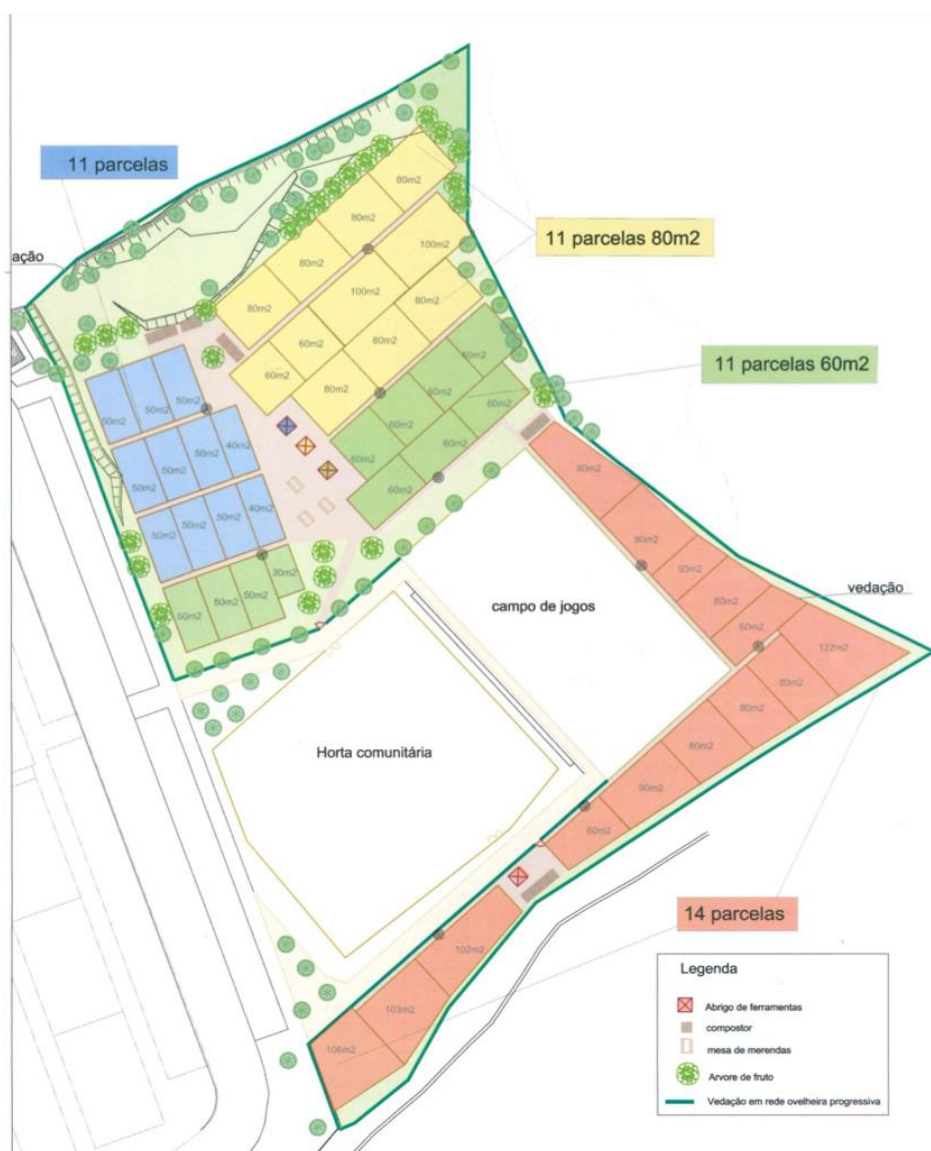 11 parcelas
11 parcelas 80m2
11 parcelas 60m2
14 parcelas
ação
vedação
campo de jogos
Horta comunitária
80m2
80m2
80m2
80m2
100m2
100m2
80m2
60m2
80m2
60m2
60m2
60m2
60m2
60m2
60m2
60m2
60m2
50m2
50m2
50m2
50m2
50m2
50m2
40m2
50m2
50m2
50m2
40m2
50m2
50m2
50m2
30m2
80m2
90m2
50m2
80m2
122m2
80m2
80m2
80m2
60m2
102m2
103m2
106m2
Legenda
Abrigo de ferramentas
compostor
mesa de merendas
Arvore de fruto
Vedação em rede ovelheira progressiva